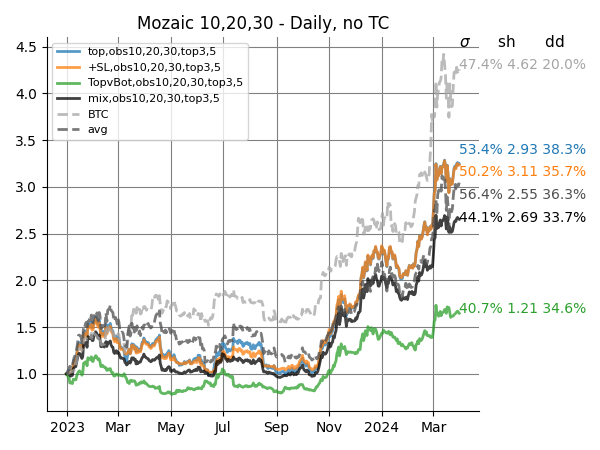 Mozaic 10,20,30 - Daily, no TC
σ sh dd
top,obs10,20,30,top3,5
+SL,obs10,20,30,top3,5
TopvBot,obs10,20,30,top3,5
mix,obs10,20,30,top3,5
BTC
avg
47.4% 4.62 20.0%
53.4% 2.93 38.3%
50.2% 3.11 35.7%
56.4% 2.55 36.3%
44.1% 2.69 33.7%
40.7% 1.21 34.6%
4.5
4.0
3.5
3.0
2.5
2.0
1.5
1.0
2023 Mar May Jul Sep Nov 2024 Mar